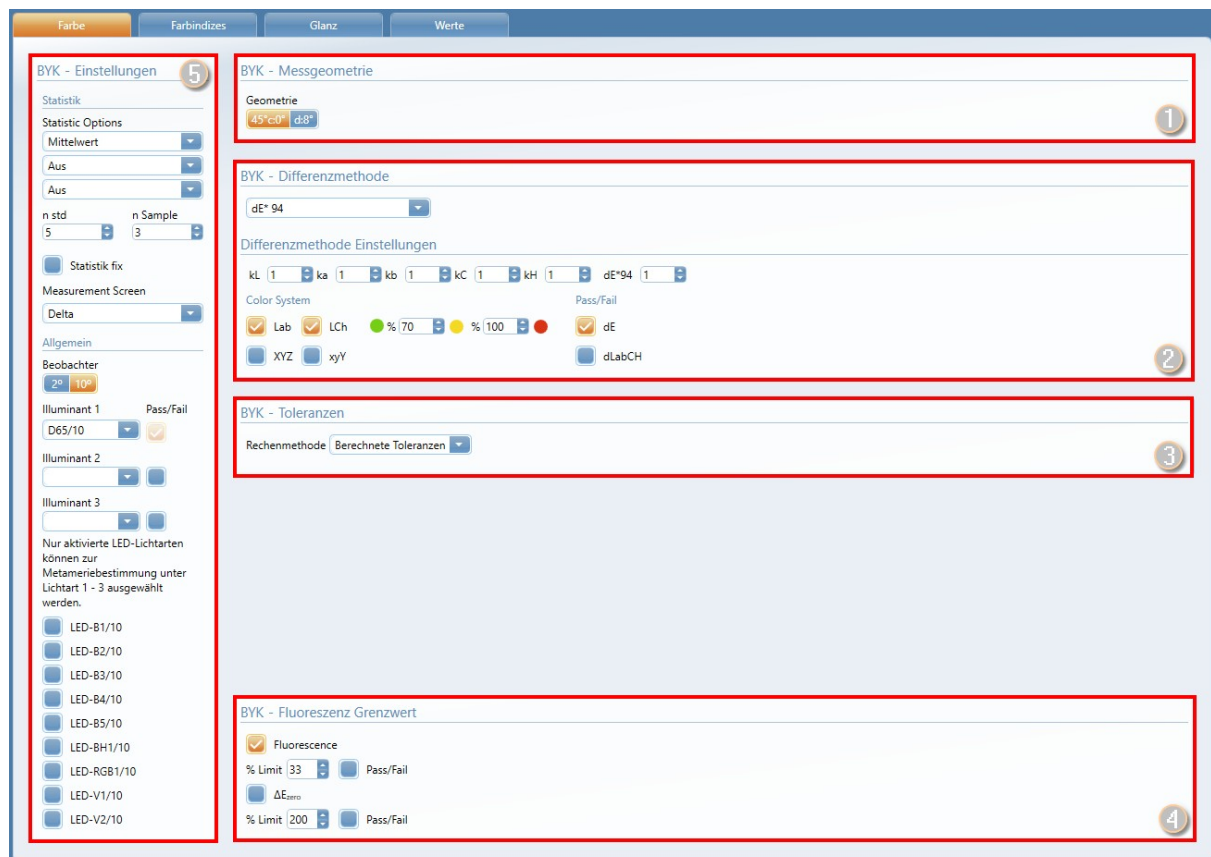 Farbe Farbindizes Glanz Werte
BYK - Einstellungen 5
Statistik
Statistic Options
Mittelwert
Aus
Aus
n std n Sample
5 3
Statistik fix
Measurement Screen
Delta
Allgemein
Beobachter
2° 10°
Illuminant 1 Pass/Fail
D65/10
Illuminant 2
Illuminant 3
Nur aktivierte LED-Lichtarten
können zur
Metameriebestimmung unter
Lichtart 1 - 3 ausgewählt
werden.
LED-B1/10
LED-B2/10
LED-B3/10
LED-B4/10
LED-B5/10
LED-BH1/10
LED-RGB1/10
LED-V1/10
LED-V2/10
BYK - Messgeometrie
Geometrie
45°c:0° d:8°
1
BYK - Differenzmethode
dE* 94
Differenzmethode Einstellungen
kL 1 ka 1 kb 1 kC 1 kH 1 dE*94 1
Color System Pass/Fail
Lab LCh % 70 % 100 dE
XYZ xyY dLabCH
2
BYK - Toleranzen
Rechenmethode Berechnete Toleranzen
3
BYK - Fluoreszenz Grenzwert
Fluorescence
% Limit 33 Pass/Fail
ΔEzero
% Limit 200 Pass/Fail
4